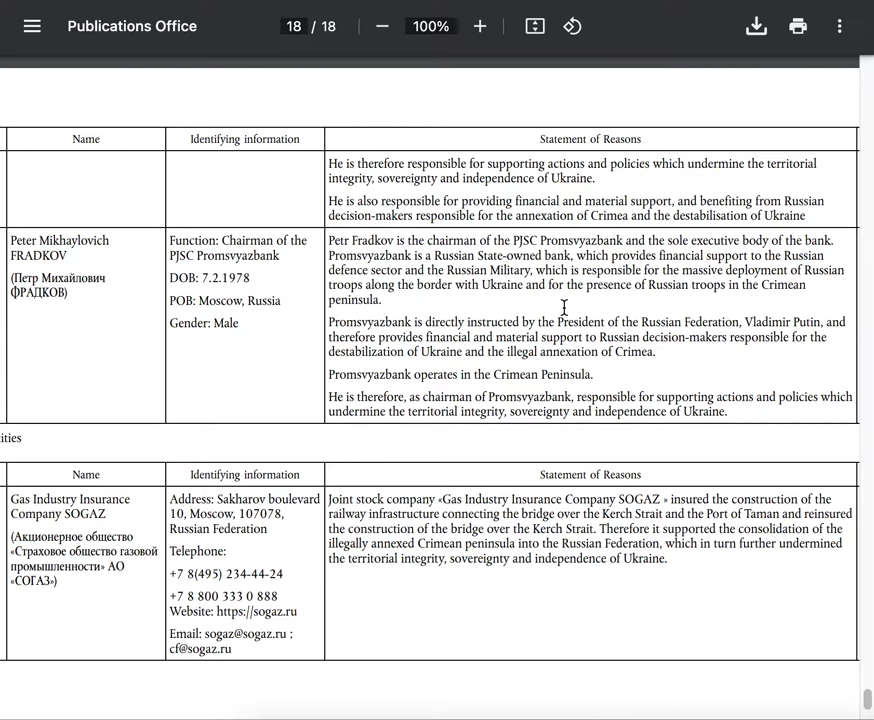 Publications Office
18 / 18
100%
Name
Identifying information
Statement of Reasons
He is therefore responsible for supporting actions and policies which undermine the territorial
integrity, sovereignty and independence of Ukraine.
He is also responsible for providing financial and material support, and benefiting from Russian
decision-makers responsible for the annexation of Crimea and the destabilisation of Ukraine
Peter Mikhaylovich
FRADKOV
(Петр Михайлович
ФРАДКОВ)
Function: Chairman of the
PJSC Promsvyazbank
DOB: 7.2.1978
POB: Moscow, Russia
Gender: Male
Petr Fradkov is the chairman of the PJSC Promsvyazbank and the sole executive body of the bank.
Promsvyazbank is a Russian State-owned bank, which provides financial support to the Russian
defence sector and the Russian Military, which is responsible for the massive deployment of Russian
troops along the border with Ukraine and for the presence of Russian troops in the Crimean
peninsula.
Promsvyazbank is directly instructed by the President of the Russian Federation, Vladimir Putin, and
therefore provides financial and material support to Russian decision-makers responsible for the
destabilization of Ukraine and the illegal annexation of Crimea.
Promsvyazbank operates in the Crimean Peninsula.
He is therefore, as chairman of Promsvyazbank, responsible for supporting actions and policies which
undermine the territorial integrity, sovereignty and independence of Ukraine.
ities
Name
Identifying information
Statement of Reasons
Gas Industry Insurance
Company SOGAZ
(Акционерное общество
«Страховое общество газовой
промышленности» АО
«СОГАЗ»)
Address: Sakharov boulevard
10, Moscow, 107078,
Russian Federation
Telephone:
+7 8(495) 234-44-24
+7 8 800 333 0 888
Website: https://sogaz.ru
Email: sogaz@sogaz.ru ;
cf@sogaz.ru
Joint stock company «Gas Industry Insurance Company SOGAZ » insured the construction of the
railway infrastructure connecting the bridge over the Kerch Strait and the Port of Taman and reinsured
the construction of the bridge over the Kerch Strait. Therefore it supported the consolidation of the
illegally annexed Crimean peninsula into the Russian Federation, which in turn further undermined
the territorial integrity, sovereignty and independence of Ukraine.